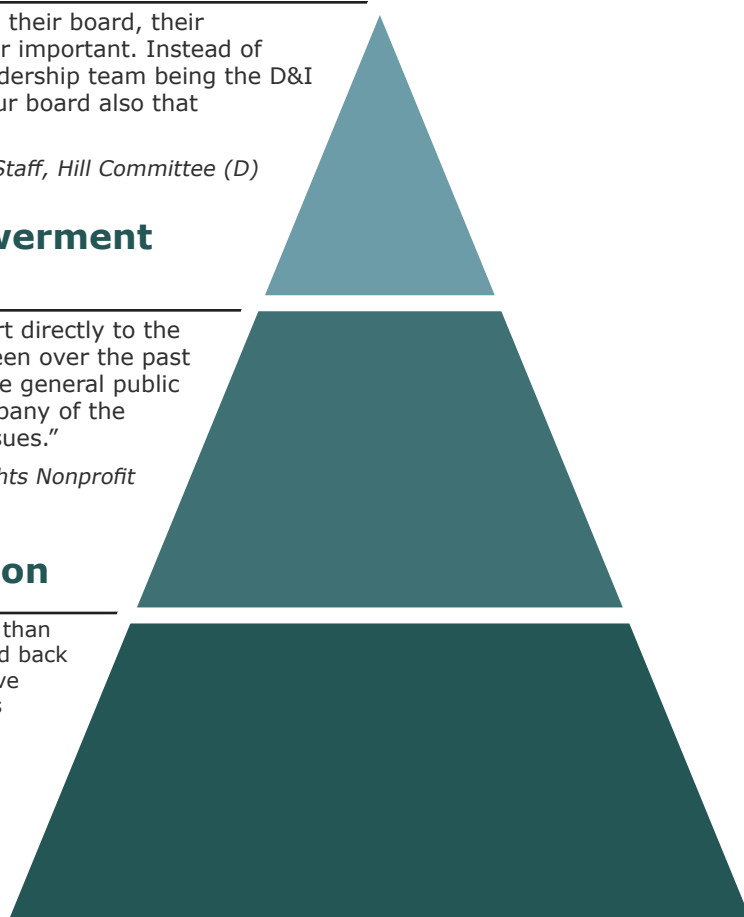 their board, their
r important. Instead of
dership team being the D&I
ur board also that
Staff, Hill Committee (D)
verment
rt directly to the
een over the past
e general public
pany of the
sues.”
hts Nonprofit
on
than
d back
ve
s